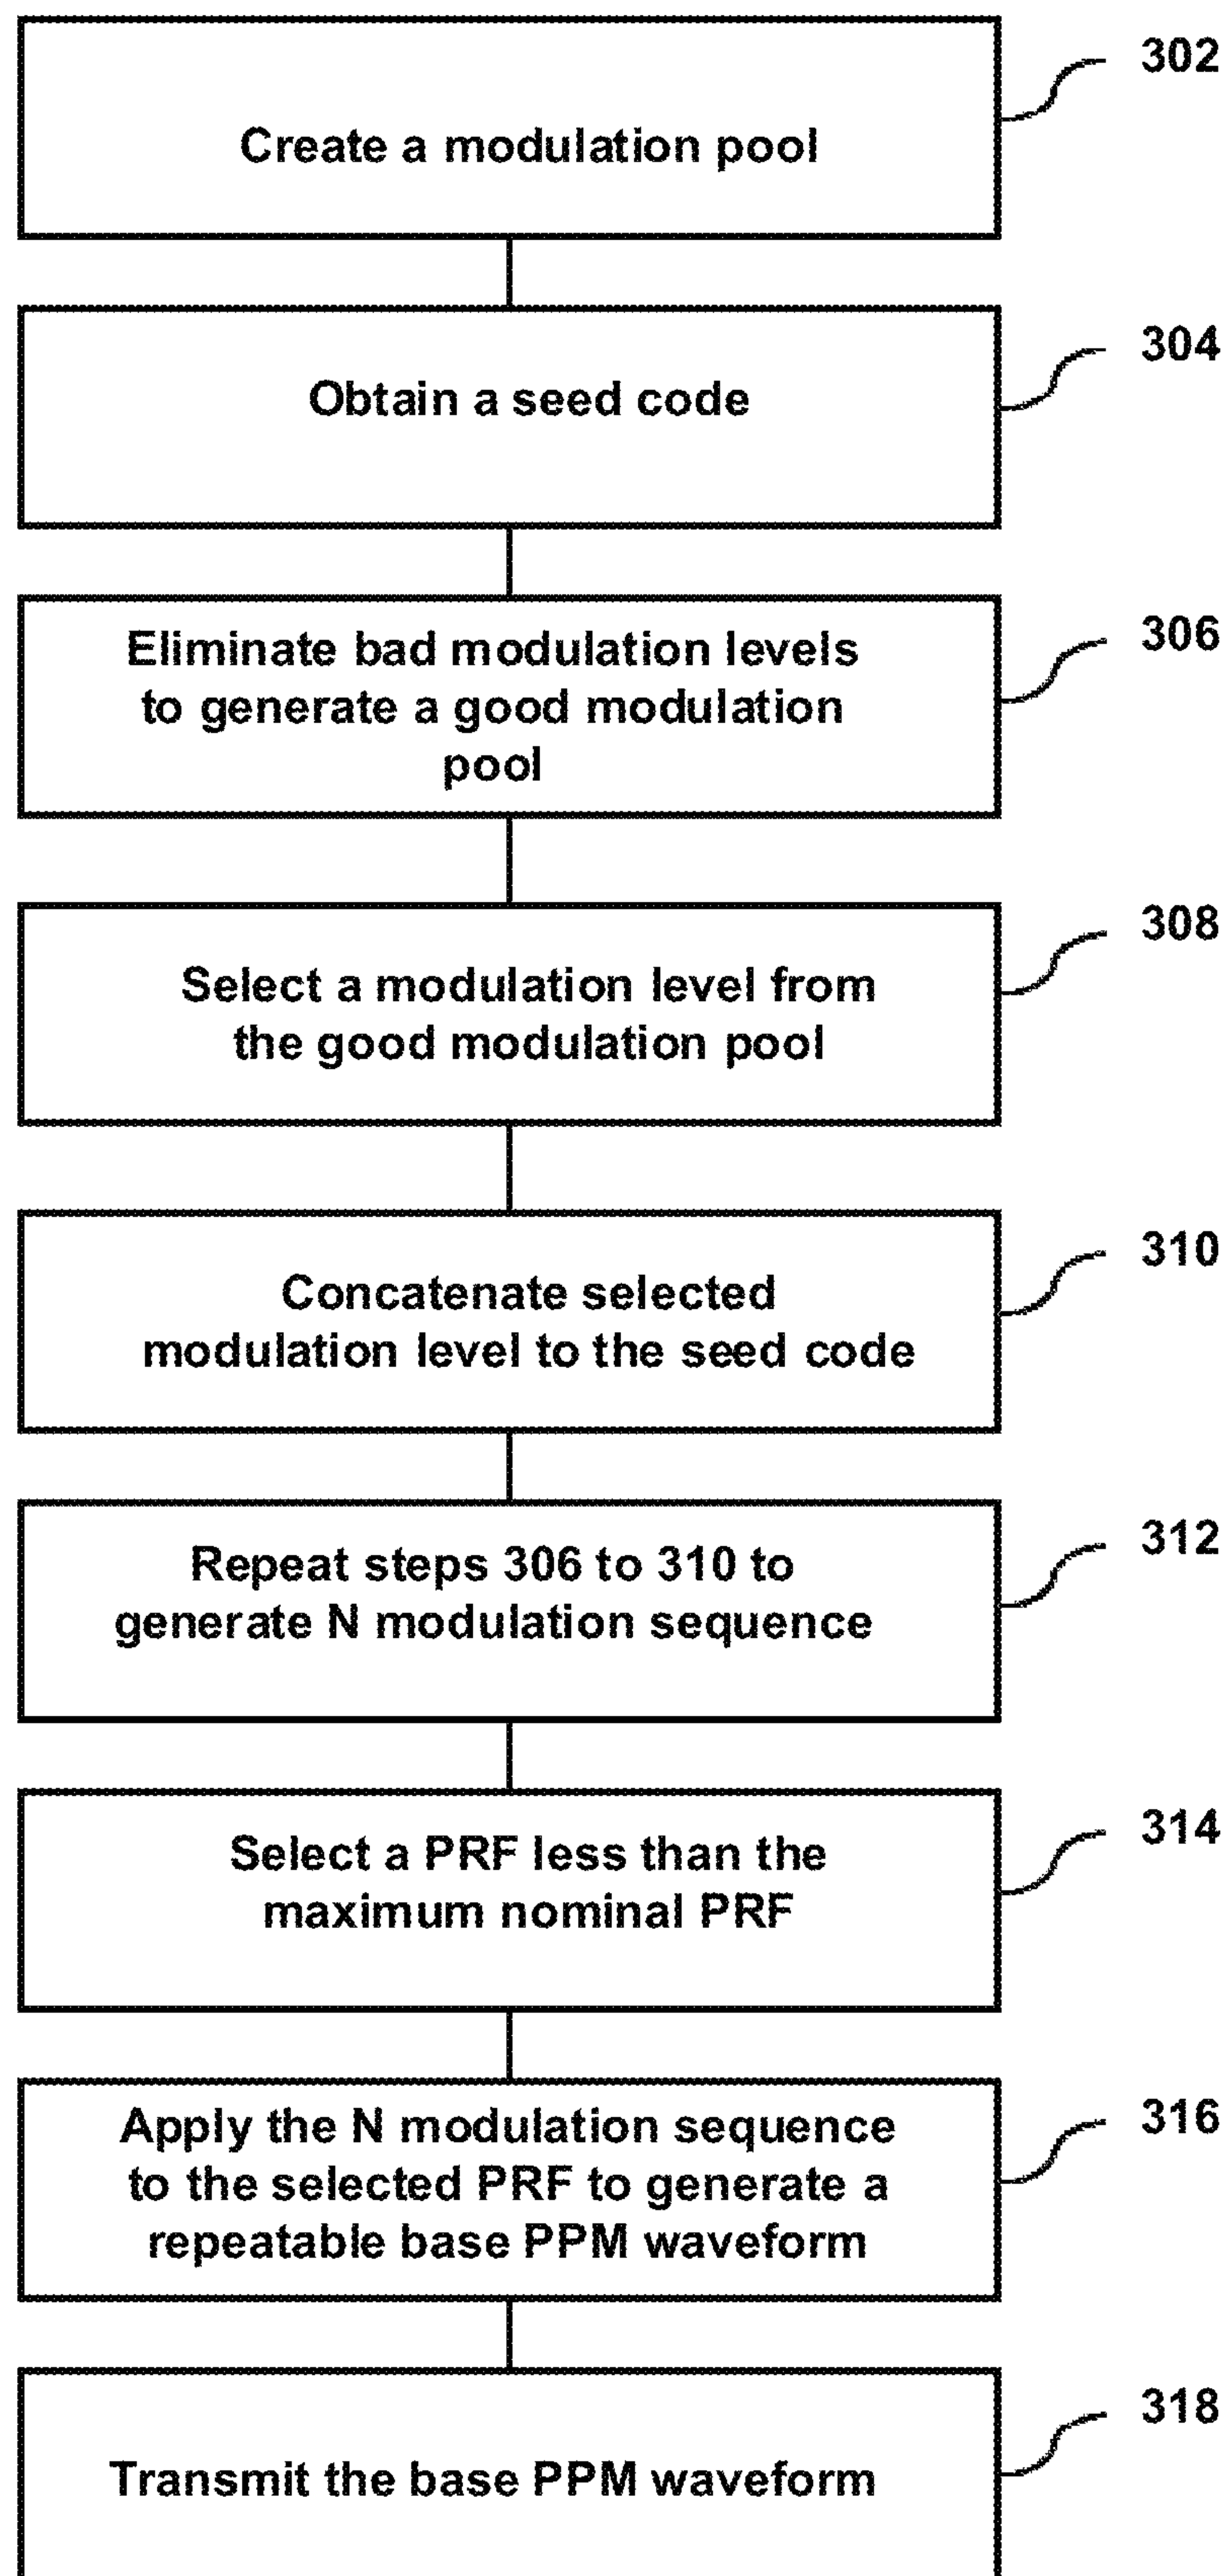 302
Create a modulation pool
304
Obtain a seed code
306
Eliminate bad modulation levels
to generate a good modulation
pool
308
Select a modulation level from
the good modulation pool
310
Concatenate selected
modulation level to the seed code
312
Repeat steps 306 to 310 to
generate N modulation sequence
314
Select a PRF less than the
maximum nominal PRF
316
Apply the N modulation sequence
to the selected PRF to generate a
repeatable base PPM waveform
318
Transmit the base PPM waveform